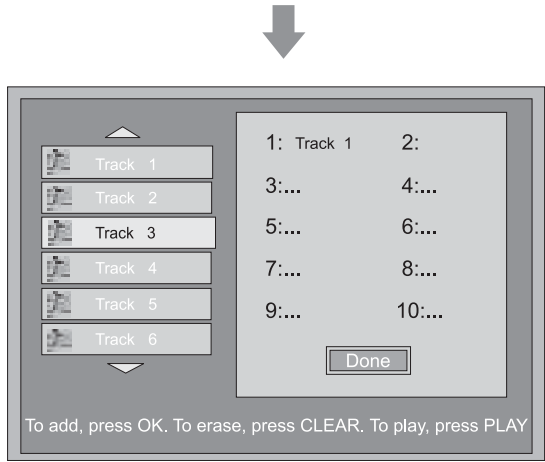 Track 1
Track 2
Track 3
Track 4
Track 5
Track 6
1: Track 1 2:
3:... 4:...
5:... 6:...
7:... 8:...
9:... 10:...
Done
To add, press OK. To erase, press CLEAR. To play, press PLAY